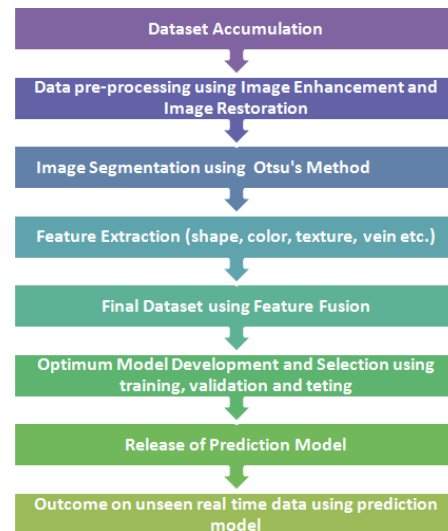 Dataset Accumulation
Data pre-processing using Image Enhancement and
Image Restoration
Image Segmentation using Otsu's Method
Feature Extraction (shape, color, texture, vein etc.)
Final Dataset using Feature Fusion
Optimum Model Development and Selection using
training, validation and teting
Release of Prediction Model
Outcome on unseen real time data using prediction
model